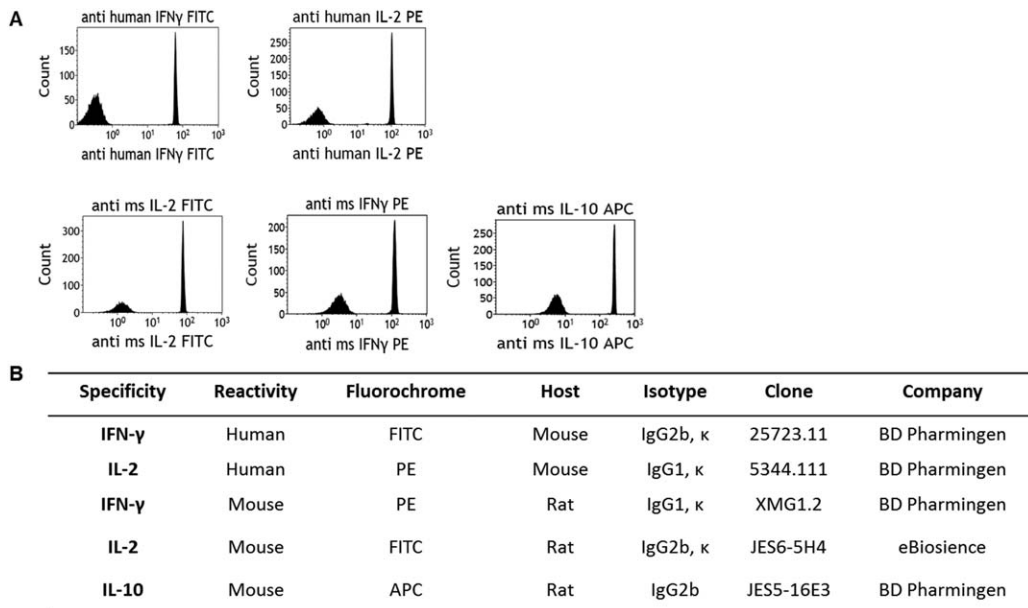 A
anti human IFNγ FITC
Count
150
100
50
0
10⁰ 10¹ 10² 10³
anti human IFNγ FITC
anti human IL-2 PE
Count
250
200
150
100
50
0
10⁰ 10¹ 10² 10³
anti human IL-2 PE
anti ms IL-2 FITC
Count
300
200
100
0
10⁰ 10¹ 10² 10³
anti ms IL-2 FITC
anti ms IFNγ PE
Count
200
150
100
50
0
10⁰ 10¹ 10² 10³
anti ms IFNγ PE
anti ms IL-10 APC
Count
250
200
150
100
50
0
10⁰ 10¹ 10² 10³
anti ms IL-10 APC
B
Specificity Reactivity Fluorochrome Host Isotype Clone Company
IFN-γ Human FITC Mouse IgG2b, κ 25723.11 BD Pharmingen
IL-2 Human PE Mouse IgG1, κ 5344.111 BD Pharmingen
IFN-γ Mouse PE Rat IgG1, κ XMG1.2 BD Pharmingen
IL-2 Mouse FITC Rat IgG2b, κ JES6-5H4 eBiosience
IL-10 Mouse APC Rat IgG2b JES5-16E3 BD Pharmingen